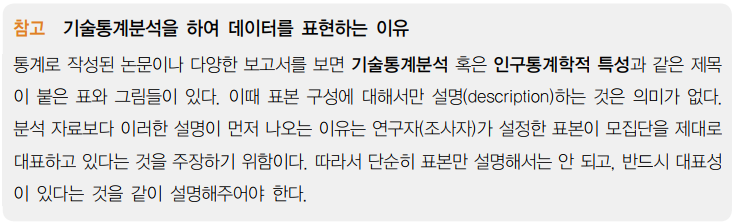 참고 기술통계분석을 하여 데이터를 표현하는 이유
통계로 작성된 논문이나 다양한 보고서를 보면 기술통계분석 혹은 인구통계학적 특성과 같은 제목
이 붙은 표와 그림들이 있다. 이때 표본 구성에 대해서만 설명(description)하는 것은 의미가 없다.
분석 자료보다 이러한 설명이 먼저 나오는 이유는 연구자(조사자)가 설정한 표본이 모집단을 제대로
대표하고 있다는 것을 주장하기 위함이다. 따라서 단순히 표본만 설명해서는 안 되고, 반드시 대표성
이 있다는 것을 같이 설명해주어야 한다.